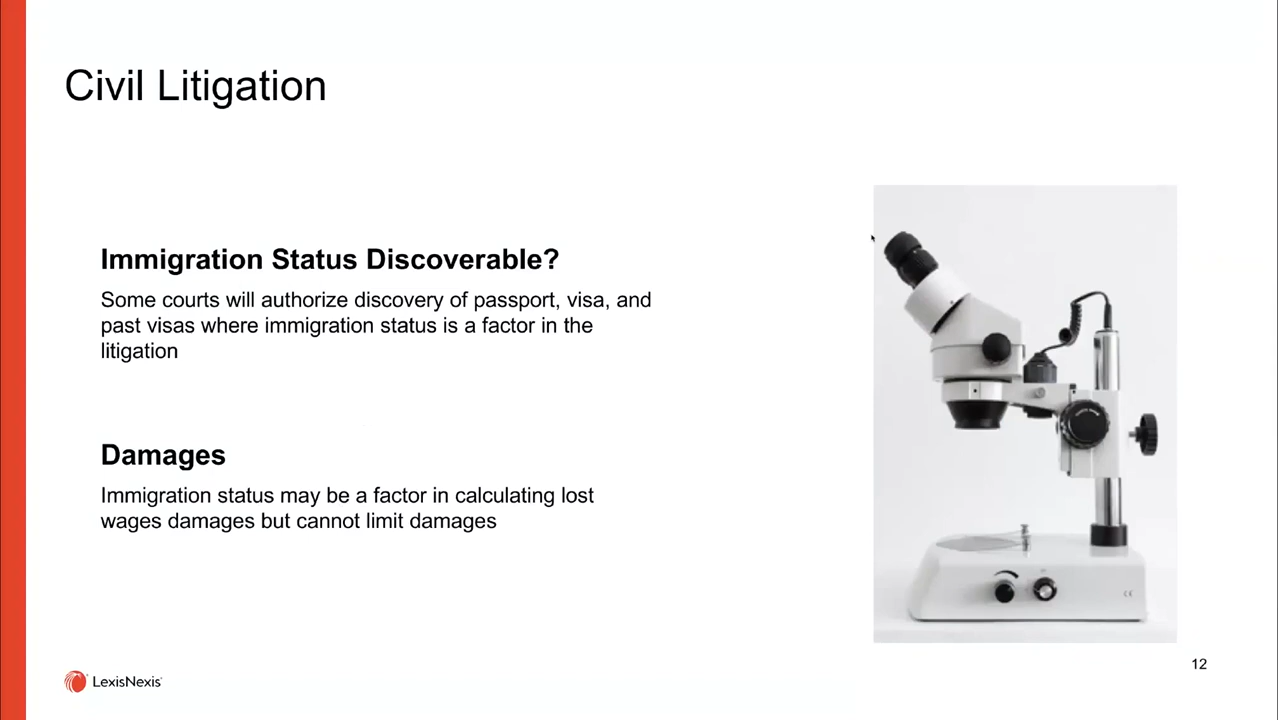 Civil Litigation
Immigration Status Discoverable?
Some courts will authorize discovery of passport, visa, and
past visas where immigration status is a factor in the
litigation
Damages
Immigration status may be a factor in calculating lost
wages damages but cannot limit damages
12
LexisNexis